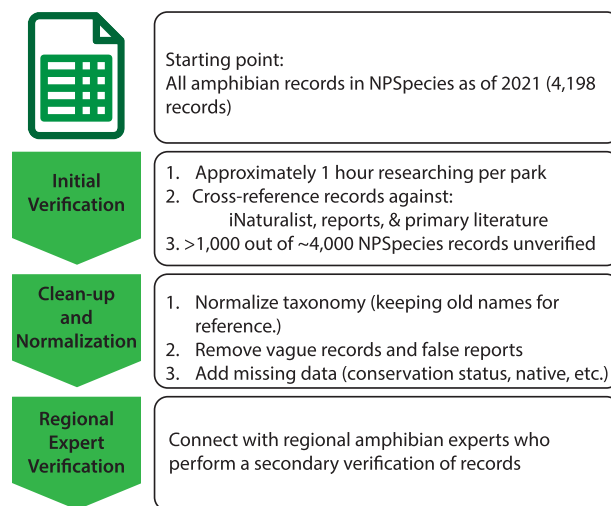 Starting point:
All amphibian records in NPSpecies as of 2021 (4,198
records)
Initial
Verification
1. Approximately 1 hour researching per park
2. Cross-reference records against:
iNaturalist, reports, & primary literature
3. >1,000 out of ~4,000 NPSpecies records unverified
Clean-up
and
Normalization
1. Normalize taxonomy (keeping old names for
reference.)
2. Remove vague records and false reports
3. Add missing data (conservation status, native, etc.)
Regional
Expert
Verification
Connect with regional amphibian experts who
perform a secondary verification of records